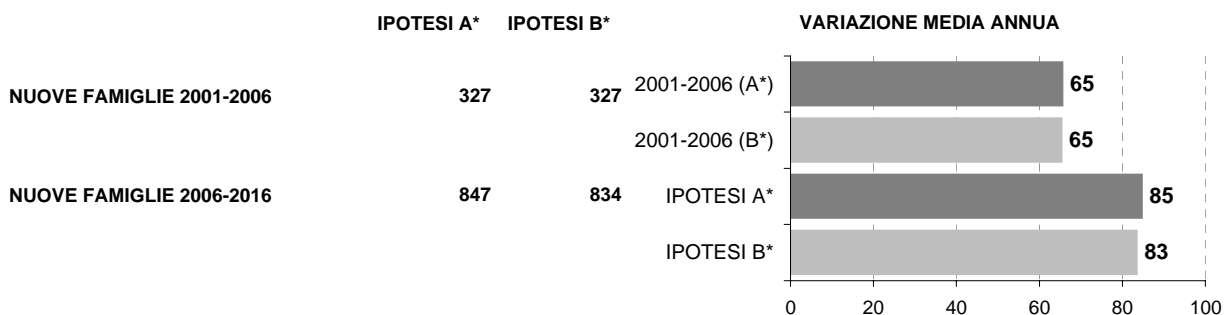 IPOTESI A* IPOTESI B* VARIAZIONE MEDIA ANNUA
NUOVE FAMIGLIE 2001-2006 327 327
NUOVE FAMIGLIE 2006-2016 847 834
2001-2006 (A*) 65
2001-2006 (B*) 65
IPOTESI A* 85
IPOTESI B* 83
0 20 40 60 80 100